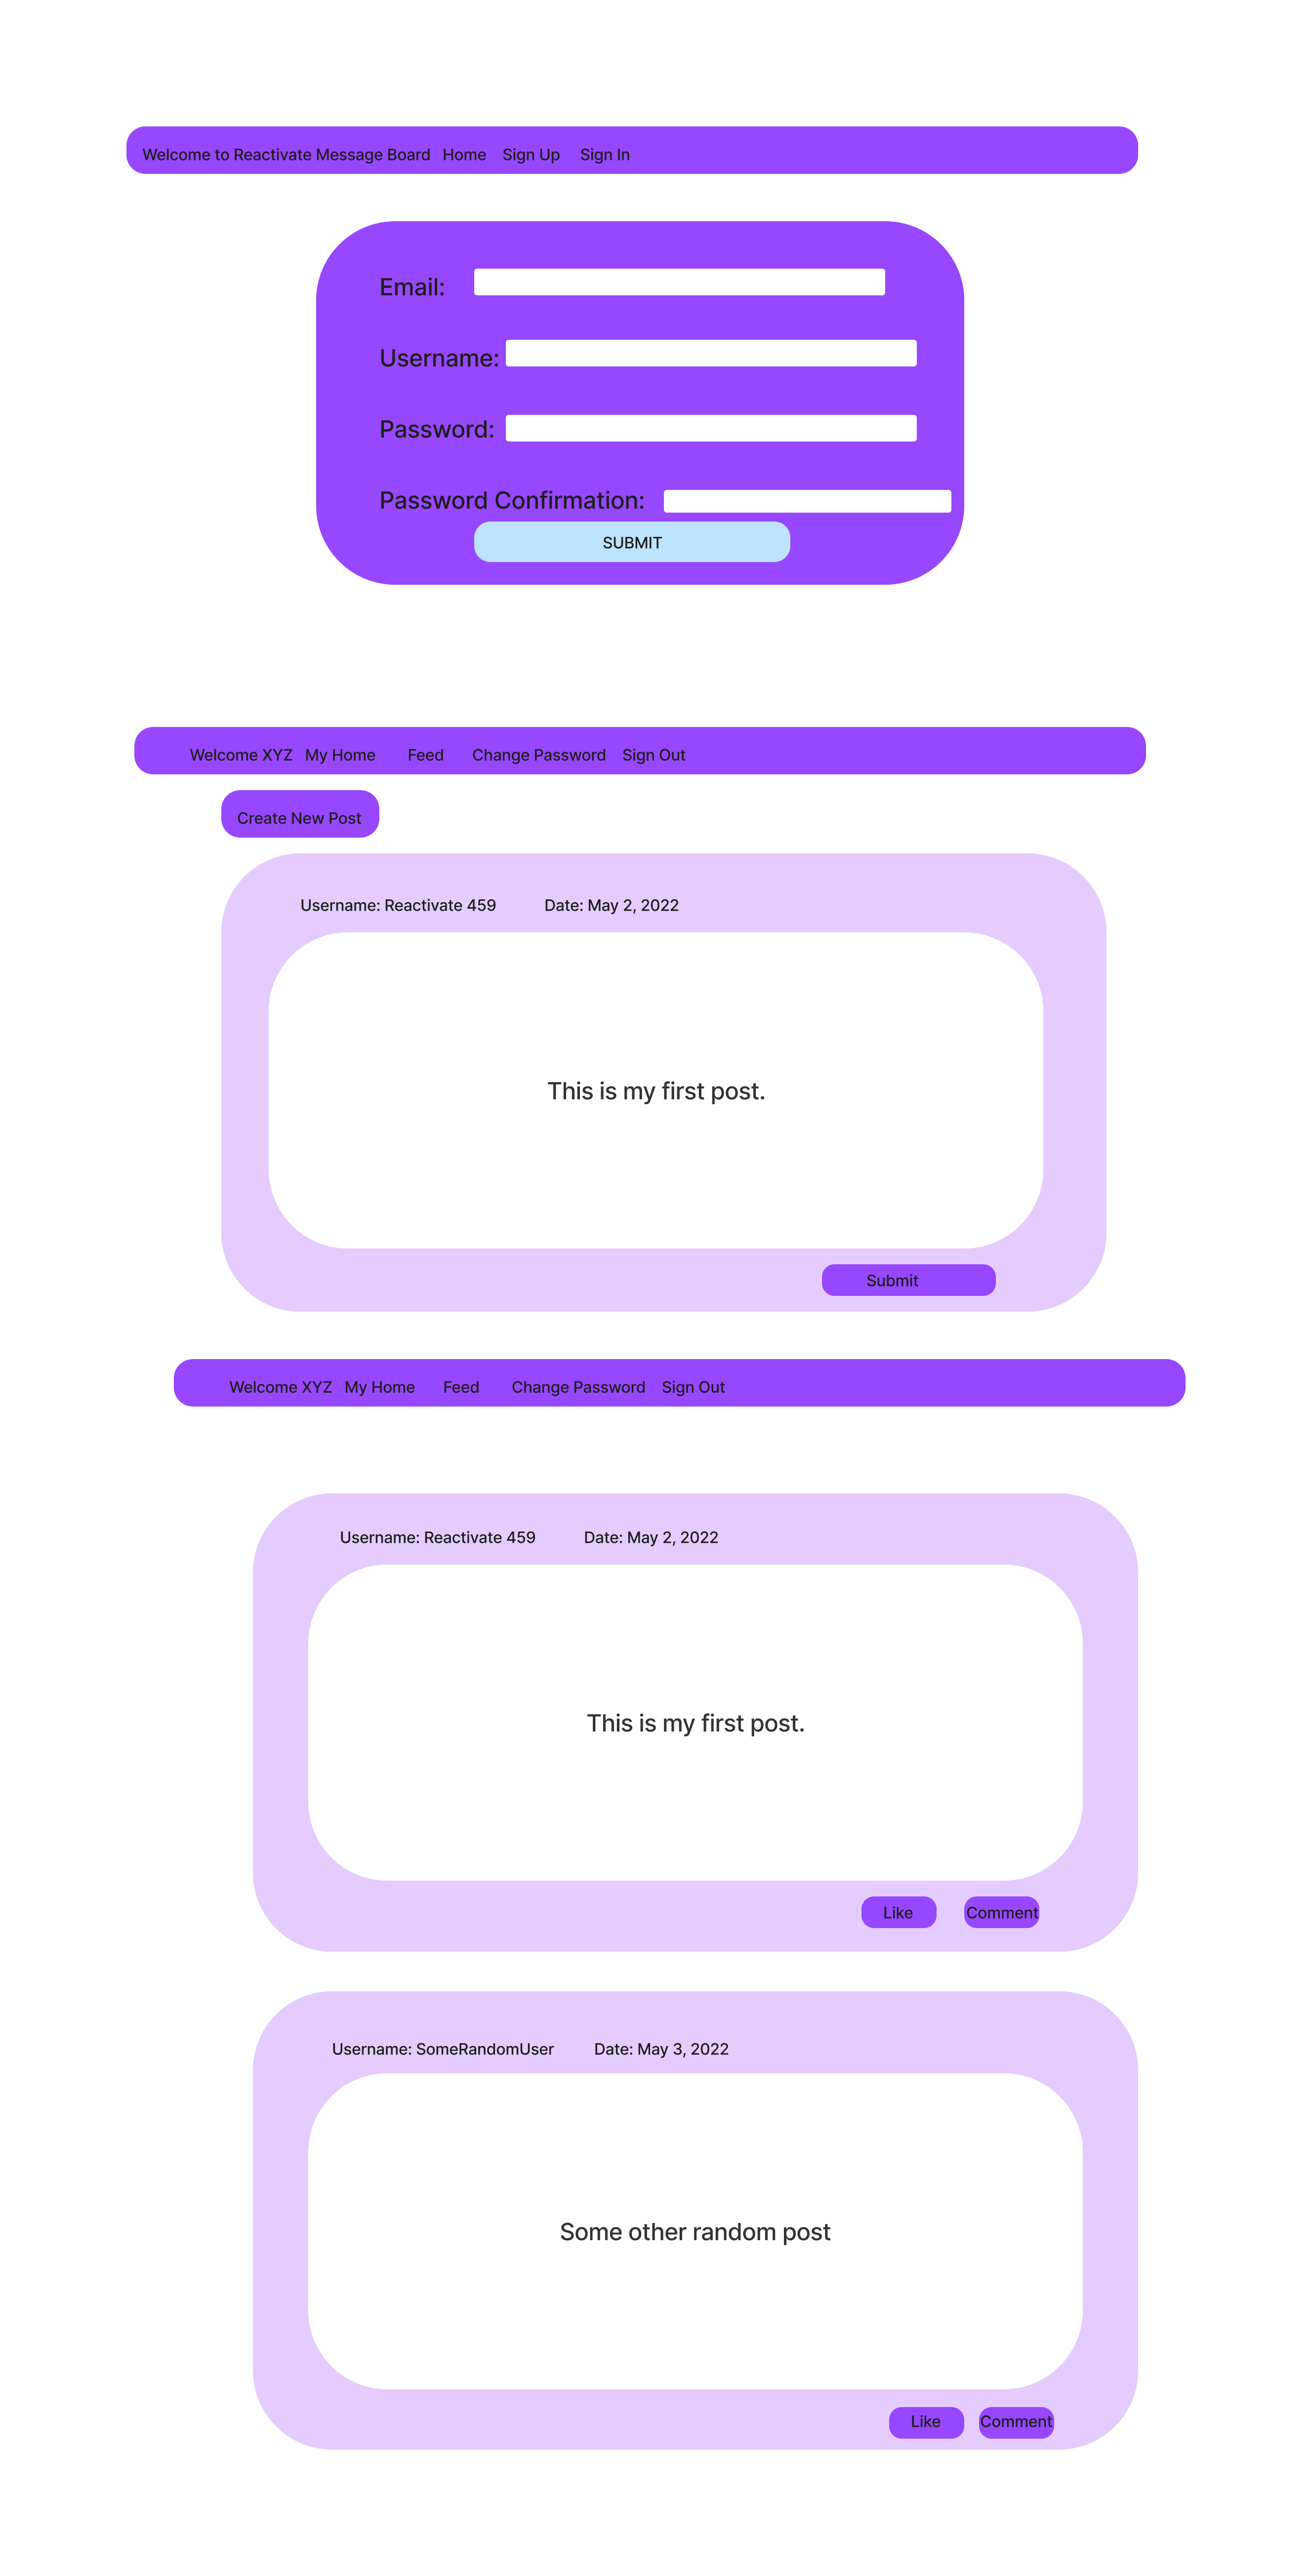 Welcome to Reactivate Message Board Home Sign Up Sign In
Email:
Username:
Password:
Password Confirmation:
SUBMIT
Welcome XYZ My Home Feed Change Password Sign Out
Create New Post
Username: Reactivate 459 Date: May 2, 2022
This is my first post.
Submit
Welcome XYZ My Home Feed Change Password Sign Out
Username: Reactivate 459 Date: May 2, 2022
This is my first post.
Like Comment
Username: SomeRandomUser Date: May 3, 2022
Some other random post
Like Comment